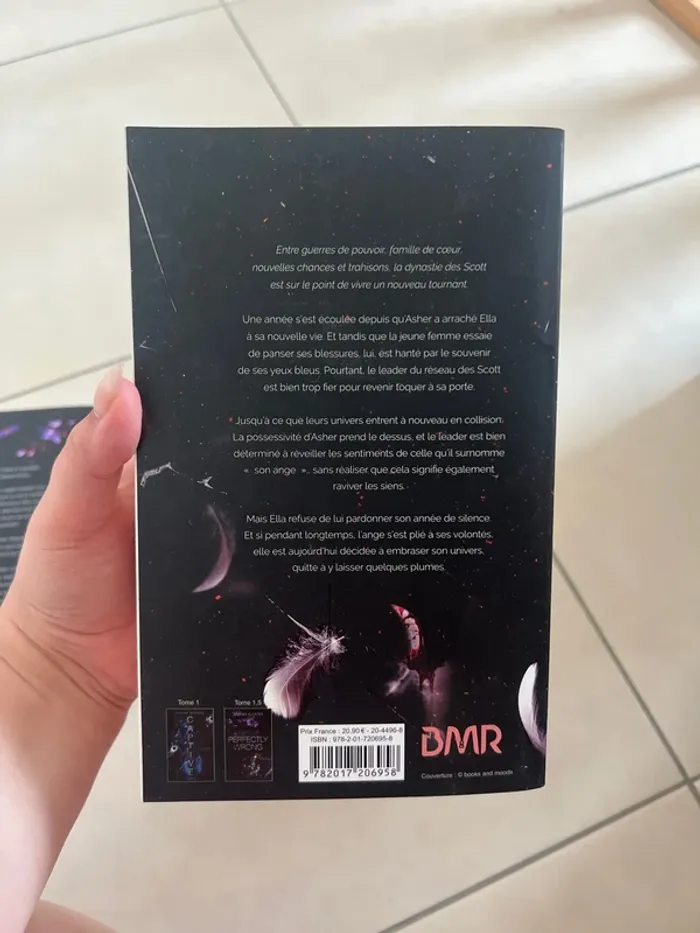 Entre guerres de pouvoir, famille de cœur,
nouvelles chances et trahisons, la dynastie des Scott
est sur le point de vivre un nouveau tournant.
Une année s'est écoulée depuis qu'Asher a arraché Ella
à sa nouvelle vie. Et tandis que la jeune femme essaie
de panser ses blessures, lui, est hanté par le souvenir
de ses yeux bleus. Pourtant, le leader du réseau des Scott
est bien trop fier pour revenir toquer à sa porte.
Jusqu'à ce que leurs univers entrent à nouveau en collision.
La possessivité d'Asher prend le dessus, et le leader est bien
déterminé à réveiller les sentiments de celle qu'il surnomme
« son ange »... sans réaliser que cela signifie également
raviver les siens.
Mais Ella refuse de lui pardonner son année de silence.
Et si pendant longtemps, l'ange s'est plié à ses volontés,
elle est aujourd'hui décidée à embraser son univers,
quitte à y laisser quelques plumes.
Tome 1
Tome 1,5
CAPTIVE
PERFECTLY
WRONG
Prix France : 20,90 € - 20-4496-8
ISBN : 978-2-01-720695-8
9 782017 206958
BMR
Couverture : © books and moods